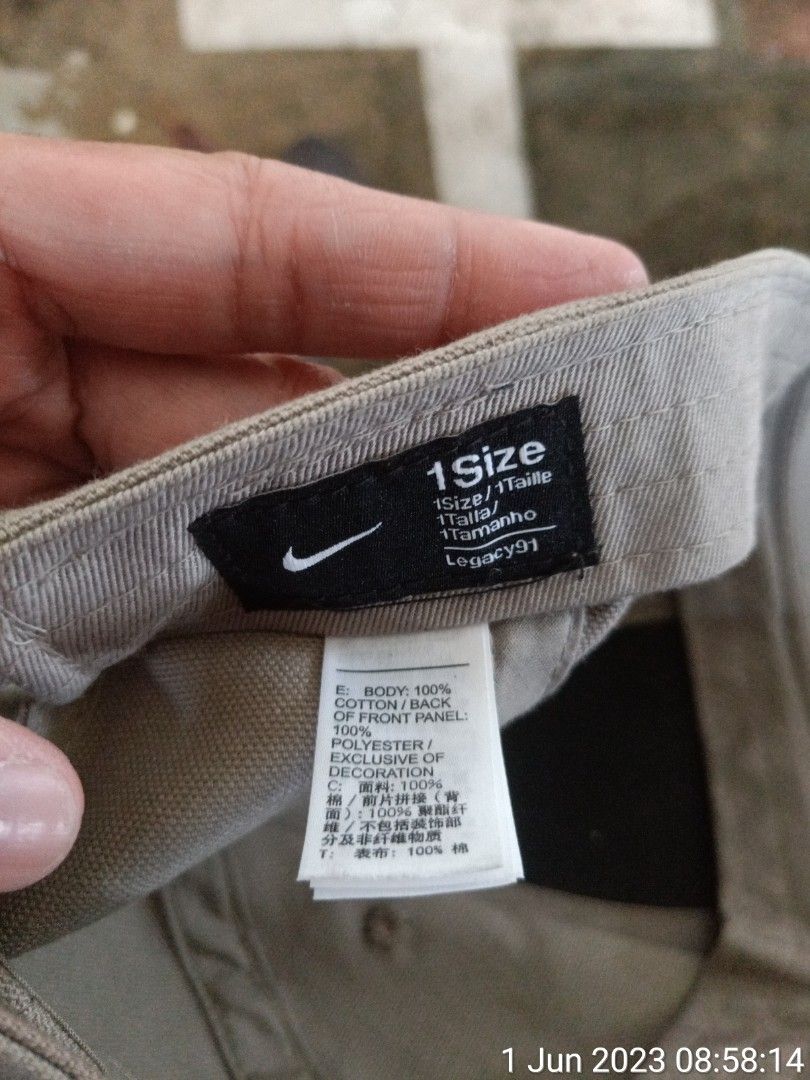 1Size
1Size/1Taille
1Talla/
1Tamanho
Legacy91
E: BODY: 100%
COTTON / BACK
OF FRONT PANEL:
100%
POLYESTER /
EXCLUSIVE OF
DECORATION
C: 面料: 100%
棉 / 前片拼接（背
面）: 100% 聚酯纤
维 / 不包括装饰部
分及非纤维物质
T: 表布: 100% 棉
1 Jun 2023 08:58:14